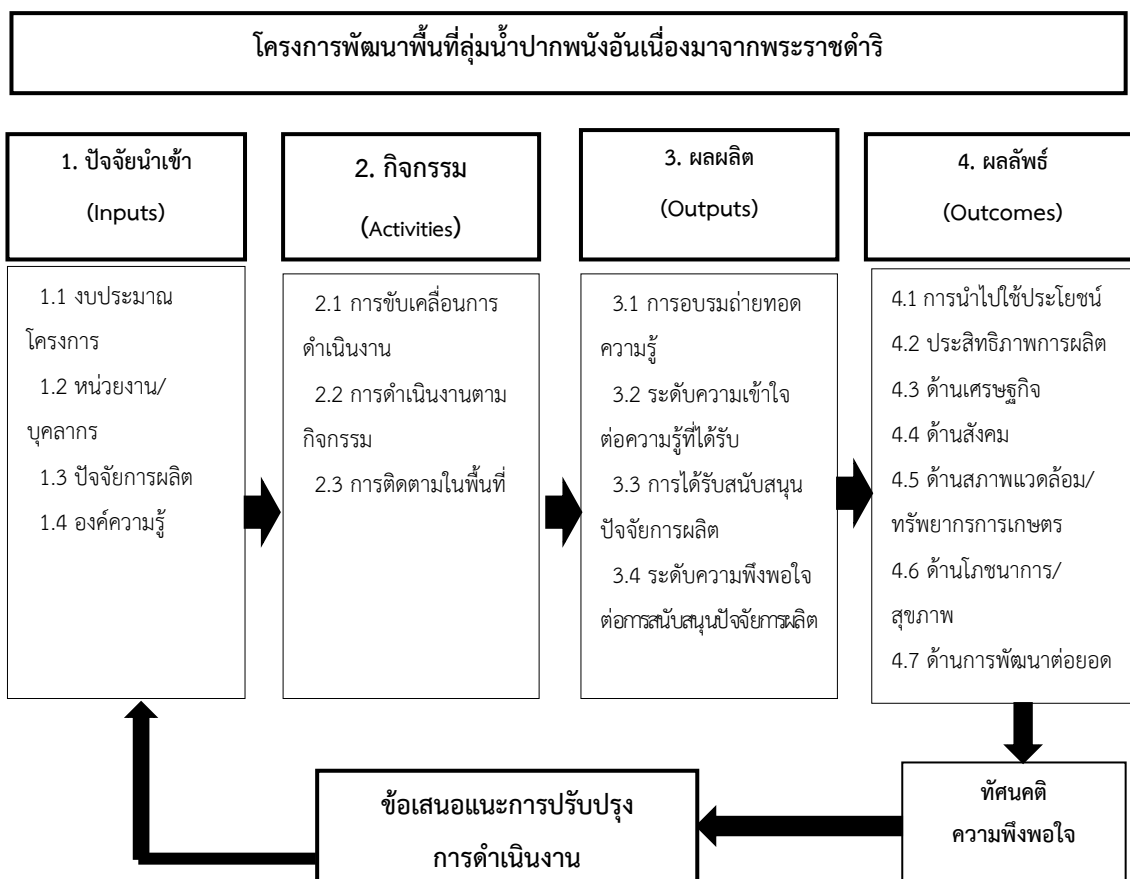 โครงการพัฒนาพื้นที่ลุ่มน้ำปากพนังอันเนื่องมาจากพระราชดำริ
1. ปัจจัยนำเข้า
(Inputs)
1.1 งบประมาณ
โครงการ
1.2 หน่วยงาน/
บุคลากร
1.3 ปัจจัยการผลิต
1.4 องค์ความรู้
2. กิจกรรม
(Activities)
2.1 การขับเคลื่อนการ
ดำเนินงาน
2.2 การดำเนินงานตาม
กิจกรรม
2.3 การติดตามในพื้นที่
3. ผลผลิต
(Outputs)
3.1 การอบรมถ่ายทอด
ความรู้
3.2 ระดับความเข้าใจ
ต่อความรู้ที่ได้รับ
3.3 การได้รับสนับสนุน
ปัจจัยการผลิต
3.4 ระดับความพึงพอใจ
ต่อการสนับสนุนปัจจัยการผลิต
4. ผลลัพธ์
(Outcomes)
4.1 การนำไปใช้ประโยชน์
4.2 ประสิทธิภาพการผลิต
4.3 ด้านเศรษฐกิจ
4.4 ด้านสังคม
4.5 ด้านสภาพแวดล้อม/
ทรัพยากรการเกษตร
4.6 ด้านโภชนาการ/
สุขภาพ
4.7 ด้านการพัฒนาต่อยอด
ทัศนคติ
ความพึงพอใจ
ข้อเสนอแนะการปรับปรุง
การดำเนินงาน